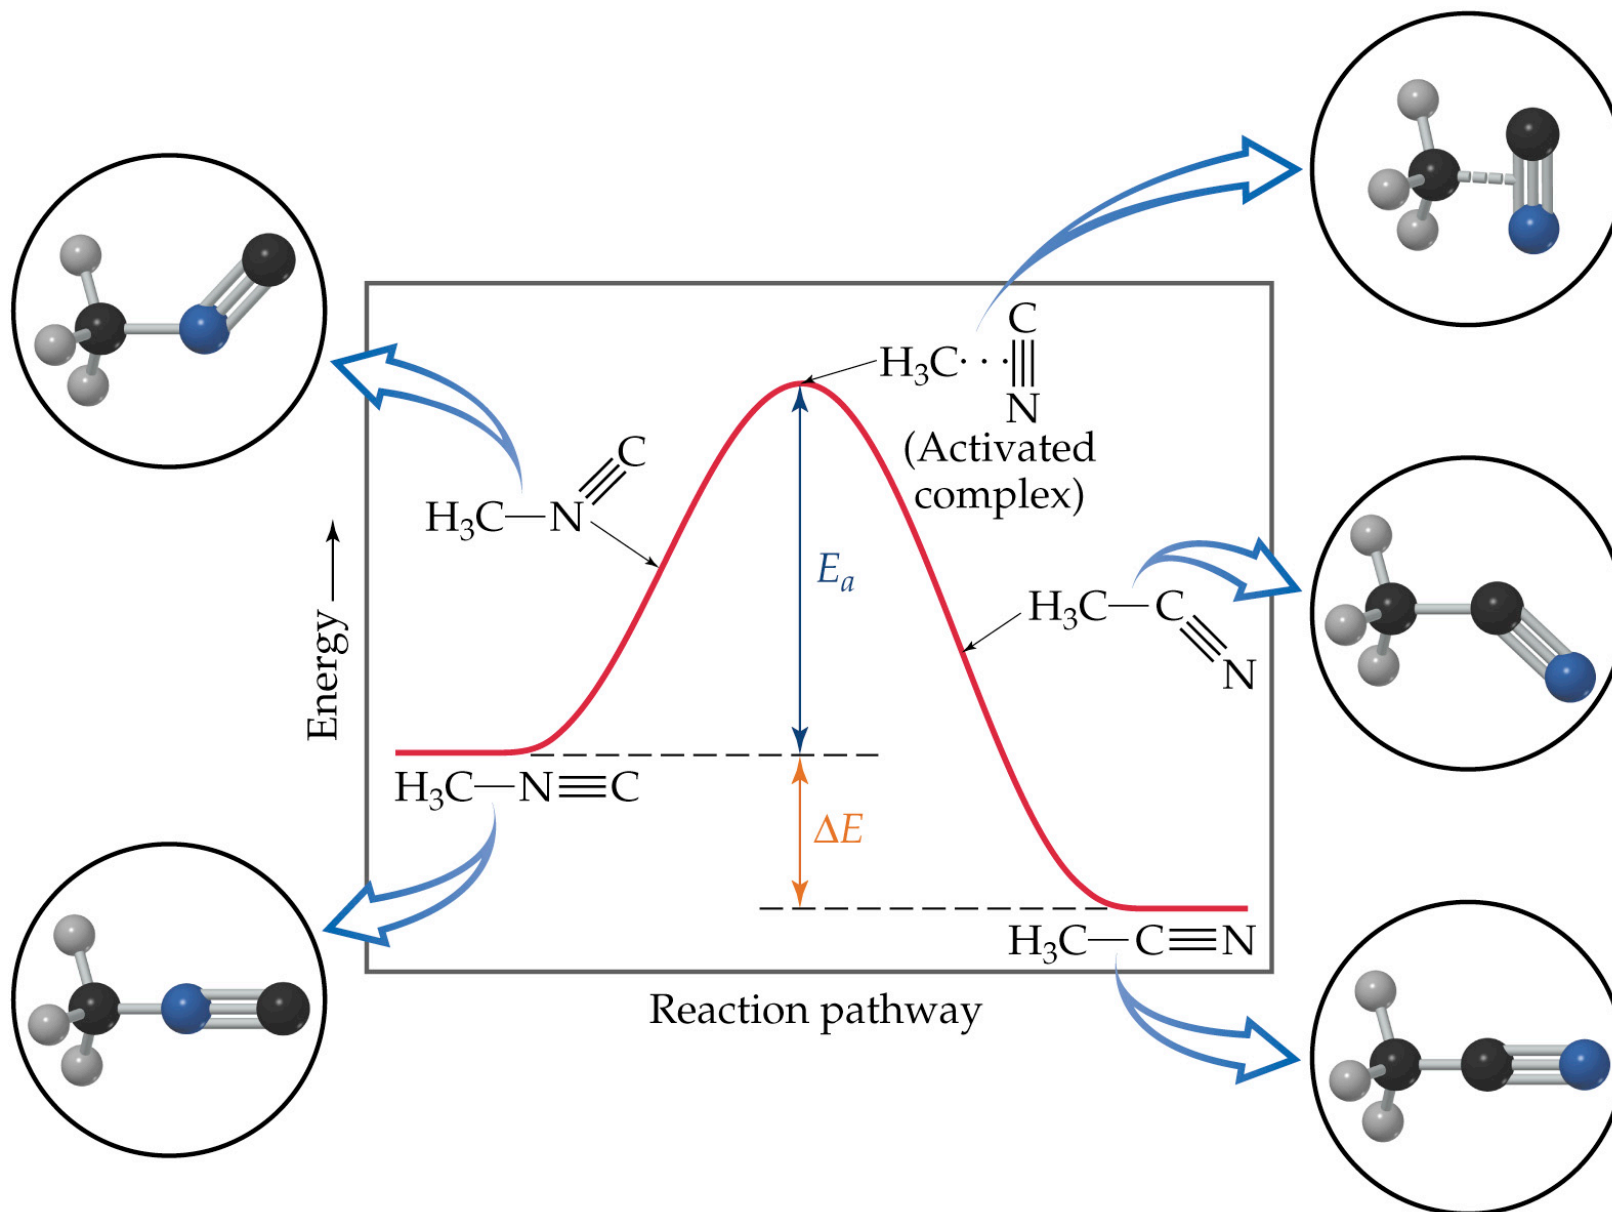 C
H₃C···|||
N
(Activated
complex)
C
H₃C—N≡C
Eₐ
H₃C—C≡N
Energy →
H₃C—N≡C
ΔE
H₃C—C≡N
Reaction pathway